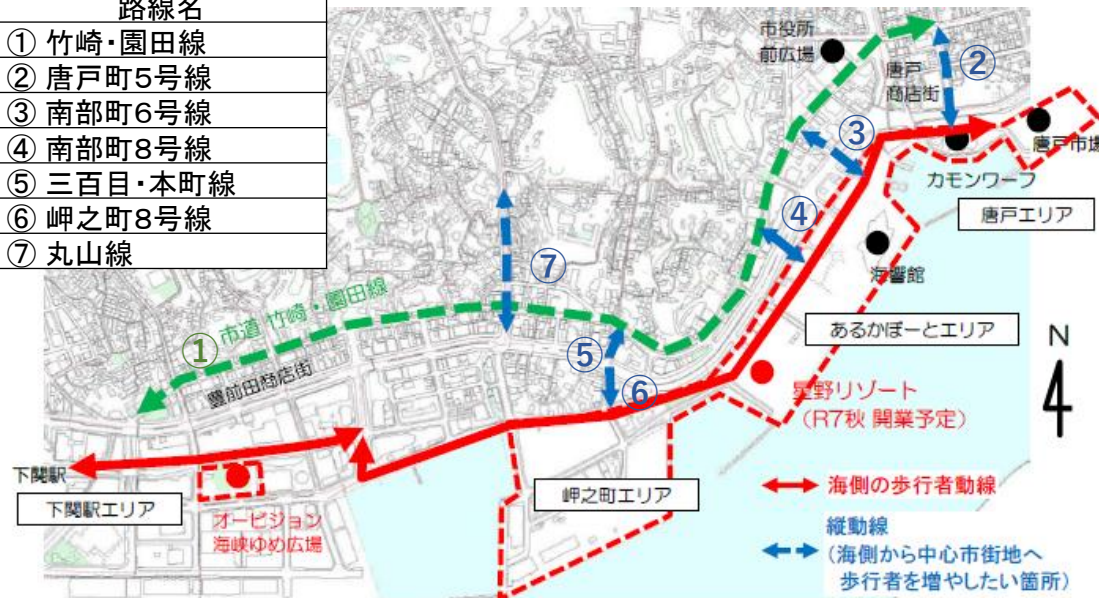 路線名
① 竹崎・園田線
② 唐戸町5号線
③ 南部町6号線
④ 南部町8号線
⑤ 三百目・本町線
⑥ 岬之町8号線
⑦ 丸山線
市役所
前広場
唐戸
商店街
②
③
唐戸市場
カモンワーフ
唐戸エリア
④
海響館
⑦
あるかぽーとエリア
N
市道 竹崎・園田線
①
豊前田商店街
⑤
⑥
星野リゾート
（R7秋 開業予定）
下関駅
下関駅エリア
オービジョン
海峡ゆめ広場
岬之町エリア
海側の歩行者動線
縦動線
（海側から中心市街地へ
歩行者を増やしたい箇所）